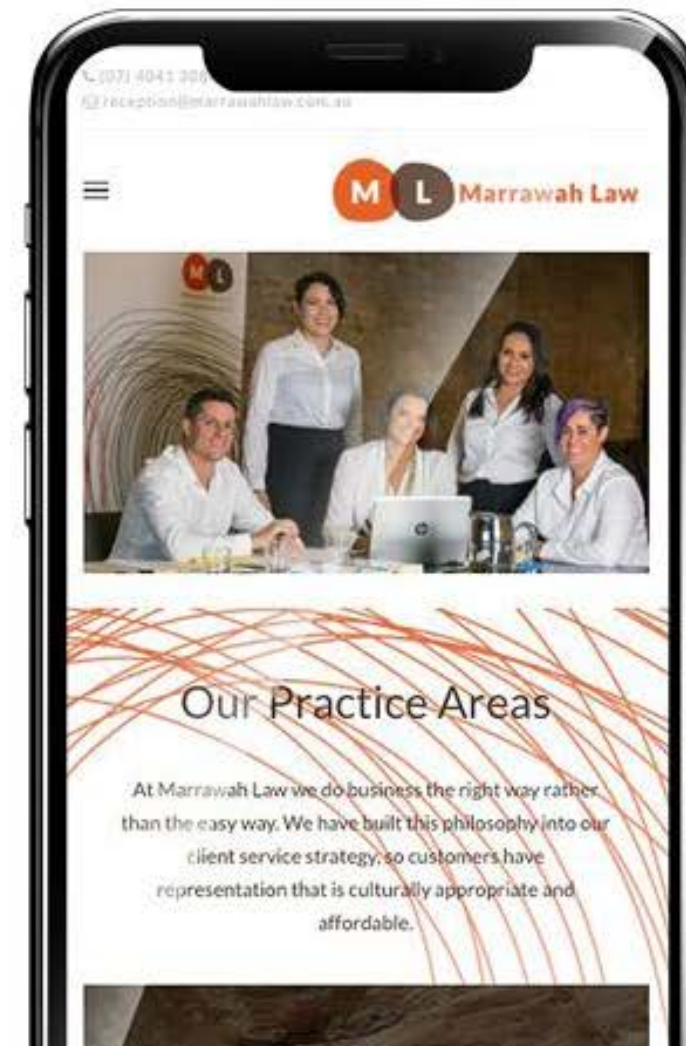 (07) 4041 
reception@marrawahlaw.com.au
M L Marrawah Law
M L
hp
Our Practice Areas
At Marrawah Law we do business the right way rather
than the easy way. We have built this philosophy into our
client service strategy, so customers have
representation that is culturally appropriate and
affordable.